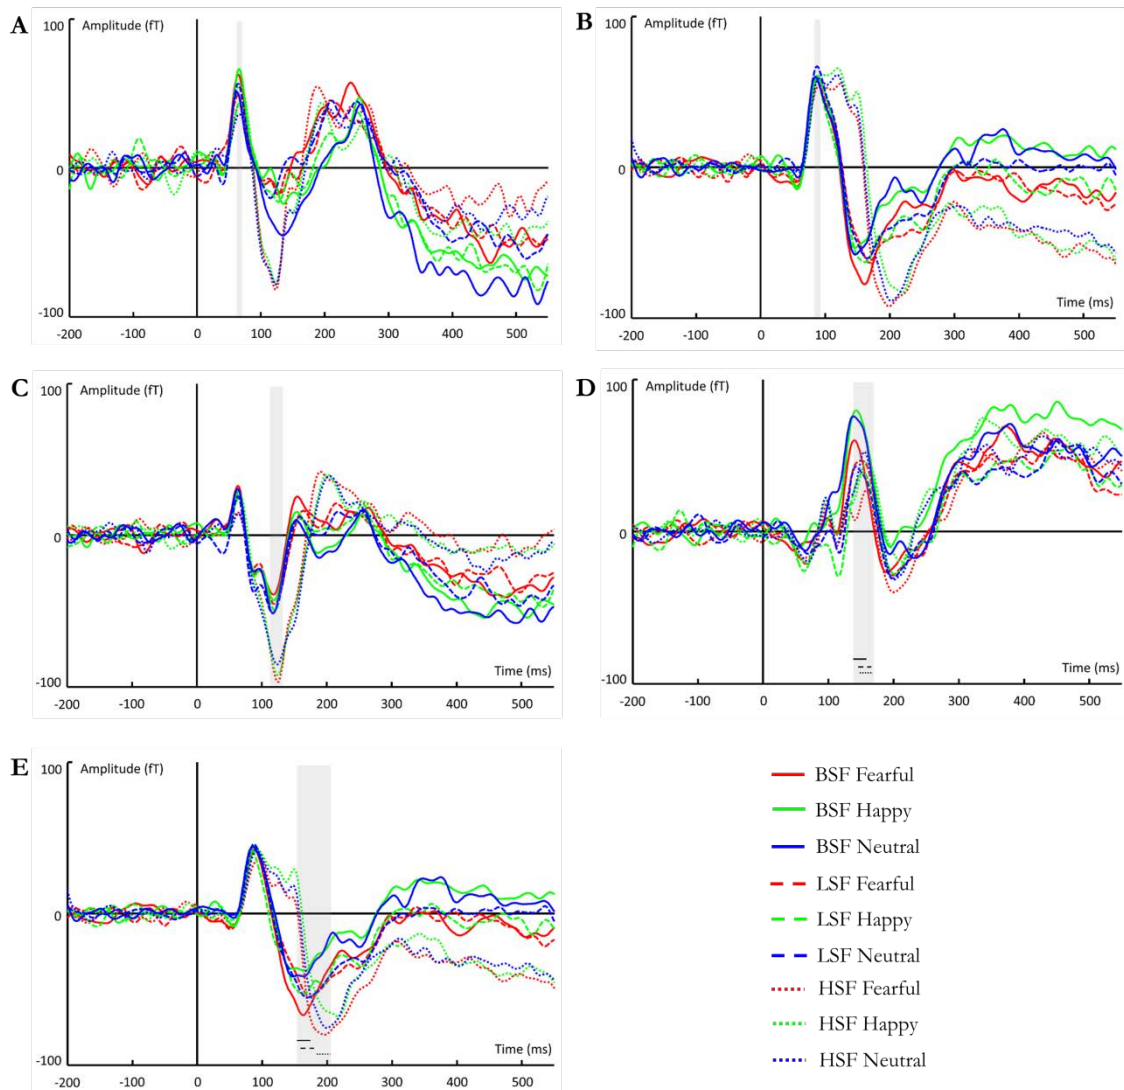 A
100
Amplitude (fT)
0
-100
-200 -100 0 100 200 300 400 500
B
100
Amplitude (fT)
0
Time (ms)
-100
-200 -100 0 100 200 300 400 500
C
100
Amplitude (fT)
0
Time (ms)
-100
-200 -100 0 100 200 300 400 500
D
100
Amplitude (fT)
0
Time (ms)
-100
-200 -100 0 100 200 300 400 500
E
100
Amplitude (fT)
0
Time (ms)
-100
-200 -100 0 100 200 300 400 500
BSF Fearful
BSF Happy
BSF Neutral
LSF Fearful
LSF Happy
LSF Neutral
HSF Fearful
HSF Happy
HSF Neutral